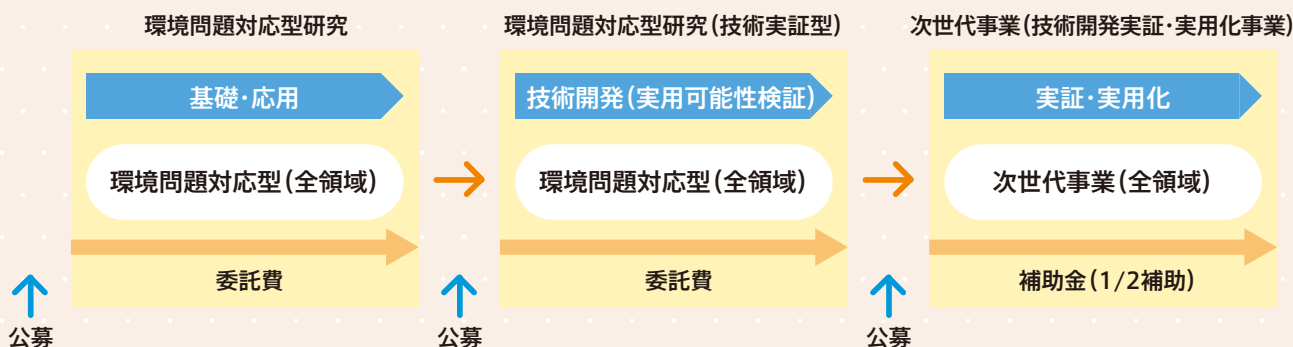 環境問題対応型研究
基礎・応用
環境問題対応型(全領域)
委託費
公募
環境問題対応型研究(技術実証型)
技術開発(実用可能性検証)
環境問題対応型(全領域)
委託費
公募
次世代事業(技術開発実証・実用化事業)
実証・実用化
次世代事業(全領域)
補助金(1/2補助)
公募